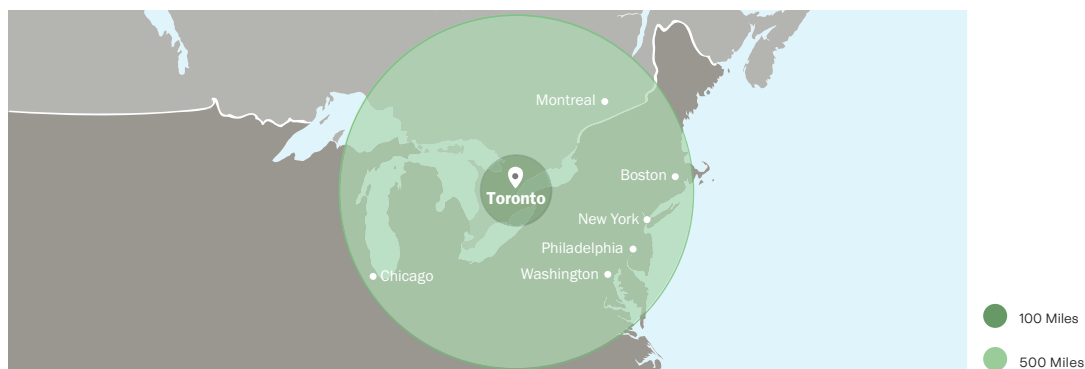 Montreal
Boston
Toronto
New York
Philadelphia
Washington
Chicago
100 Miles
500 Miles